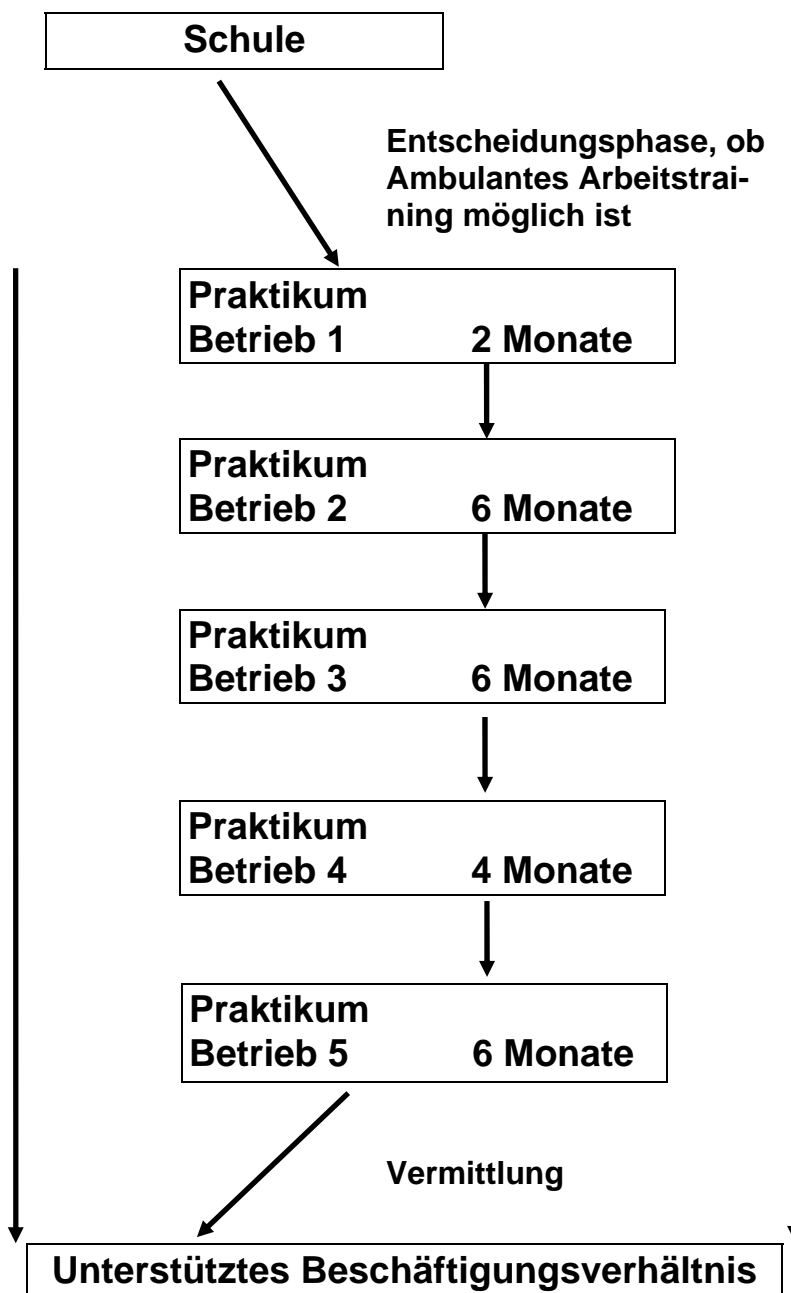 Schule
Entscheidungsphase, ob
Ambulantes Arbeitstrai-
ning möglich ist
Praktikum
Betrieb 1 2 Monate
Praktikum
Betrieb 2 6 Monate
Praktikum
Betrieb 3 6 Monate
Praktikum
Betrieb 4 4 Monate
Praktikum
Betrieb 5 6 Monate
Vermittlung
Unterstütztes Beschäftigungsverhältnis